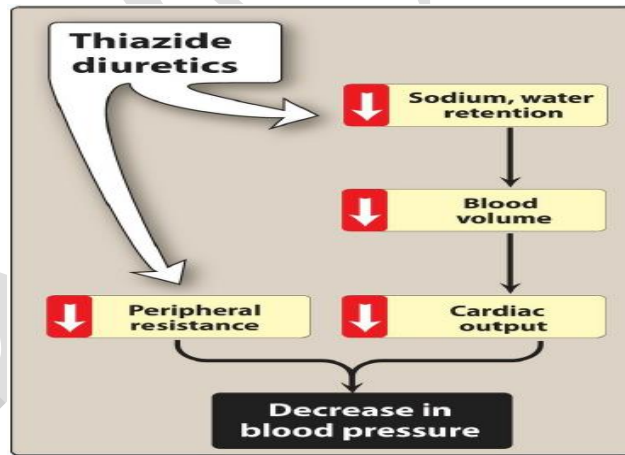 Thiazide
diuretics
Sodium, water
retention
Blood
volume
Peripheral
resistance
Cardiac
output
Decrease in
blood pressure